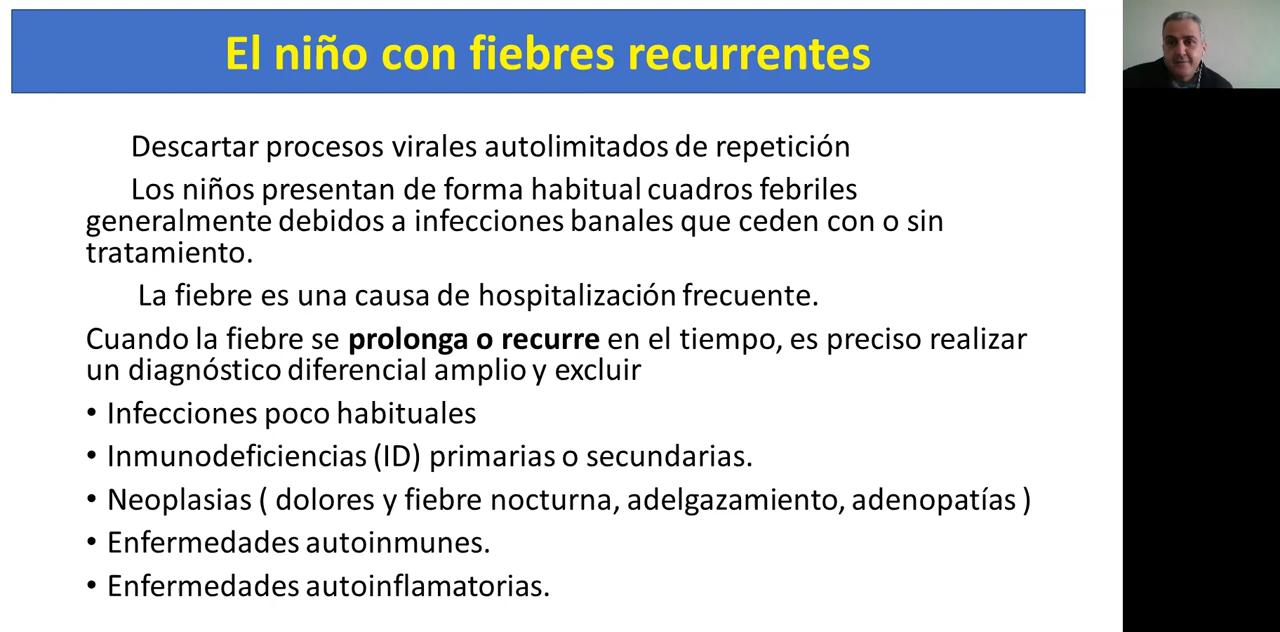 El niño con fiebres recurrentes
Descartar procesos virales autolimitados de repetición
Los niños presentan de forma habitual cuadros febriles
generalmente debidos a infecciones banales que ceden con o sin
tratamiento.
La fiebre es una causa de hospitalización frecuente.
Cuando la fiebre se prolonga o recurre en el tiempo, es preciso realizar
un diagnóstico diferencial amplio y excluir
• Infecciones poco habituales
• Inmunodeficiencias (ID) primarias o secundarias.
• Neoplasias ( dolores y fiebre nocturna, adelgazamiento, adenopatías )
• Enfermedades autoinmunes.
• Enfermedades autoinflamatorias.